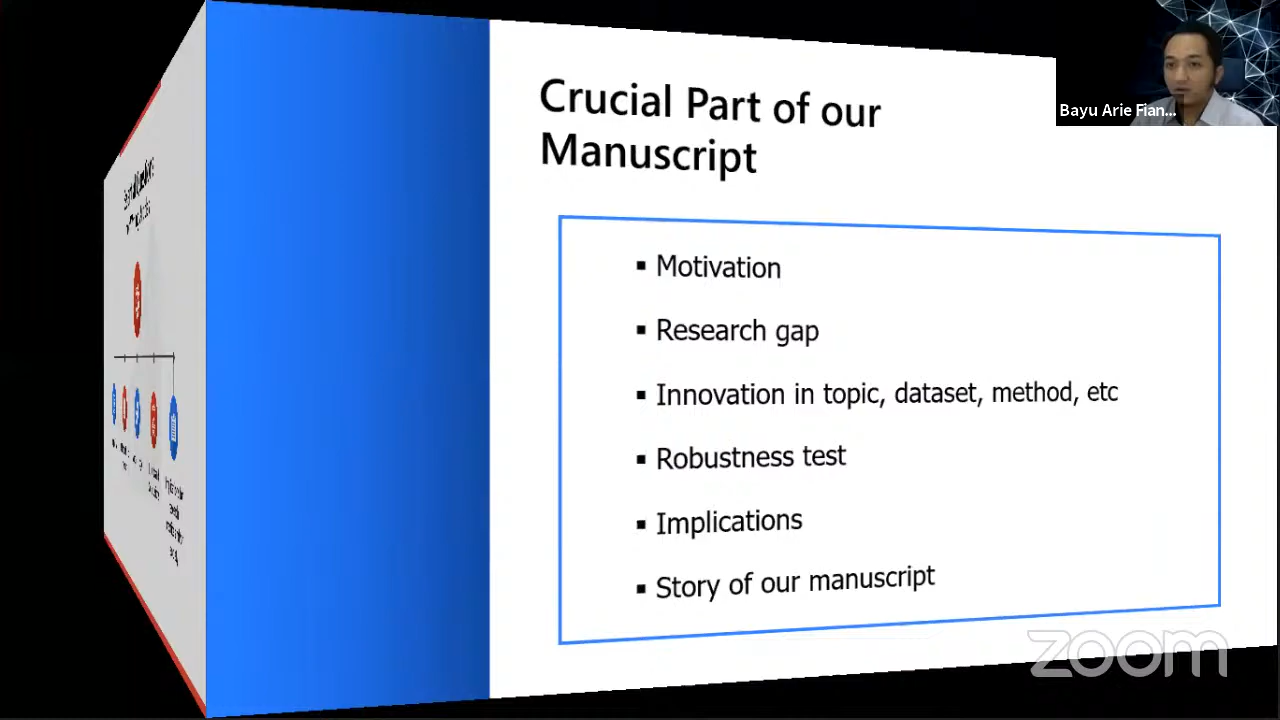 Crucial Part of our
Manuscript
Bayu Arie Fian...
▪ Motivation
▪ Research gap
▪ Innovation in topic, dataset, method, etc
▪ Robustness test
▪ Implications
▪ Story of our manuscript
zoom